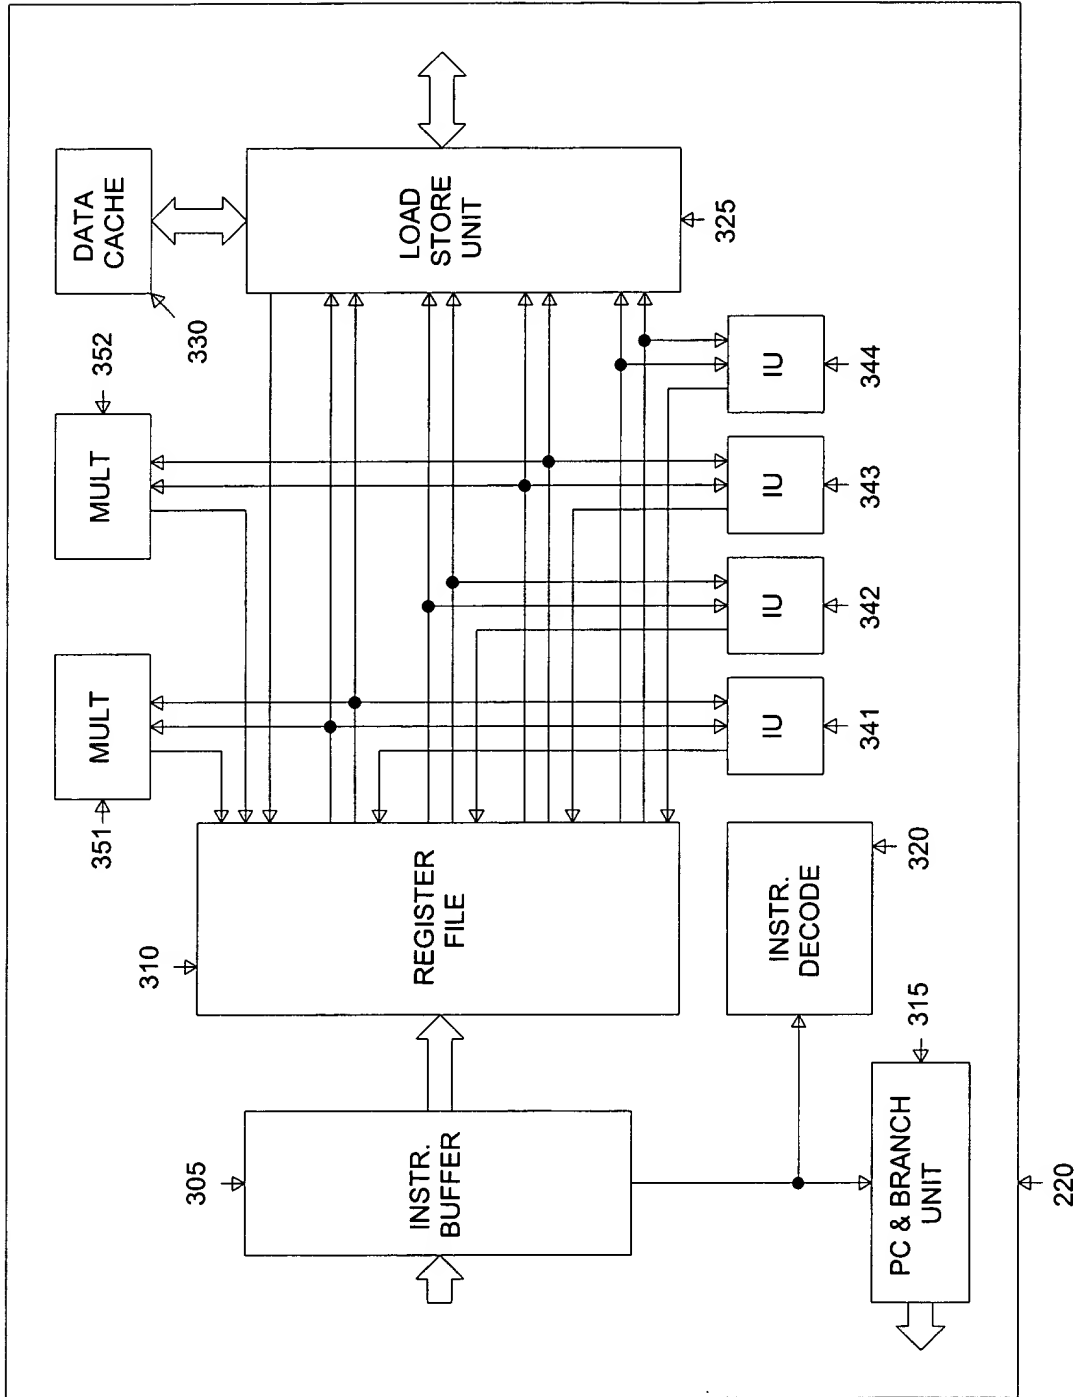 DATA
CACHE
330
352
MULT
MULT
351
LOAD
STORE
UNIT
325
310
REGISTER
FILE
IU
344
IU
343
IU
342
IU
341
305
INSTR.
BUFFER
INSTR.
DECODE
320
315
PC & BRANCH
UNIT
220